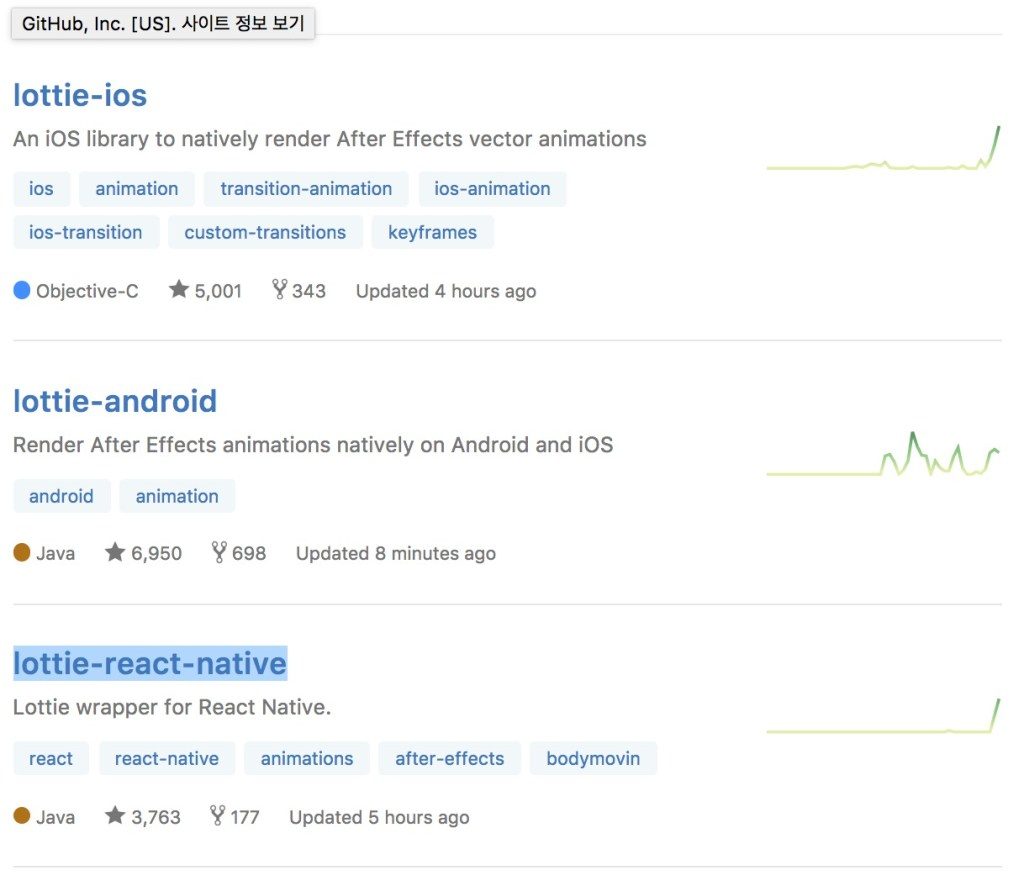 GitHub, Inc. [US]. 사이트 정보 보기
lottie-ios
An iOS library to natively render After Effects vector animations
ios animation transition-animation ios-animation
ios-transition custom-transitions keyframes
Objective-C 5,001 343 Updated 4 hours ago
lottie-android
Render After Effects animations natively on Android and iOS
android animation
Java 6,950 698 Updated 8 minutes ago
lottie-react-native
Lottie wrapper for React Native.
react react-native animations after-effects bodymovin
Java 3,763 177 Updated 5 hours ago